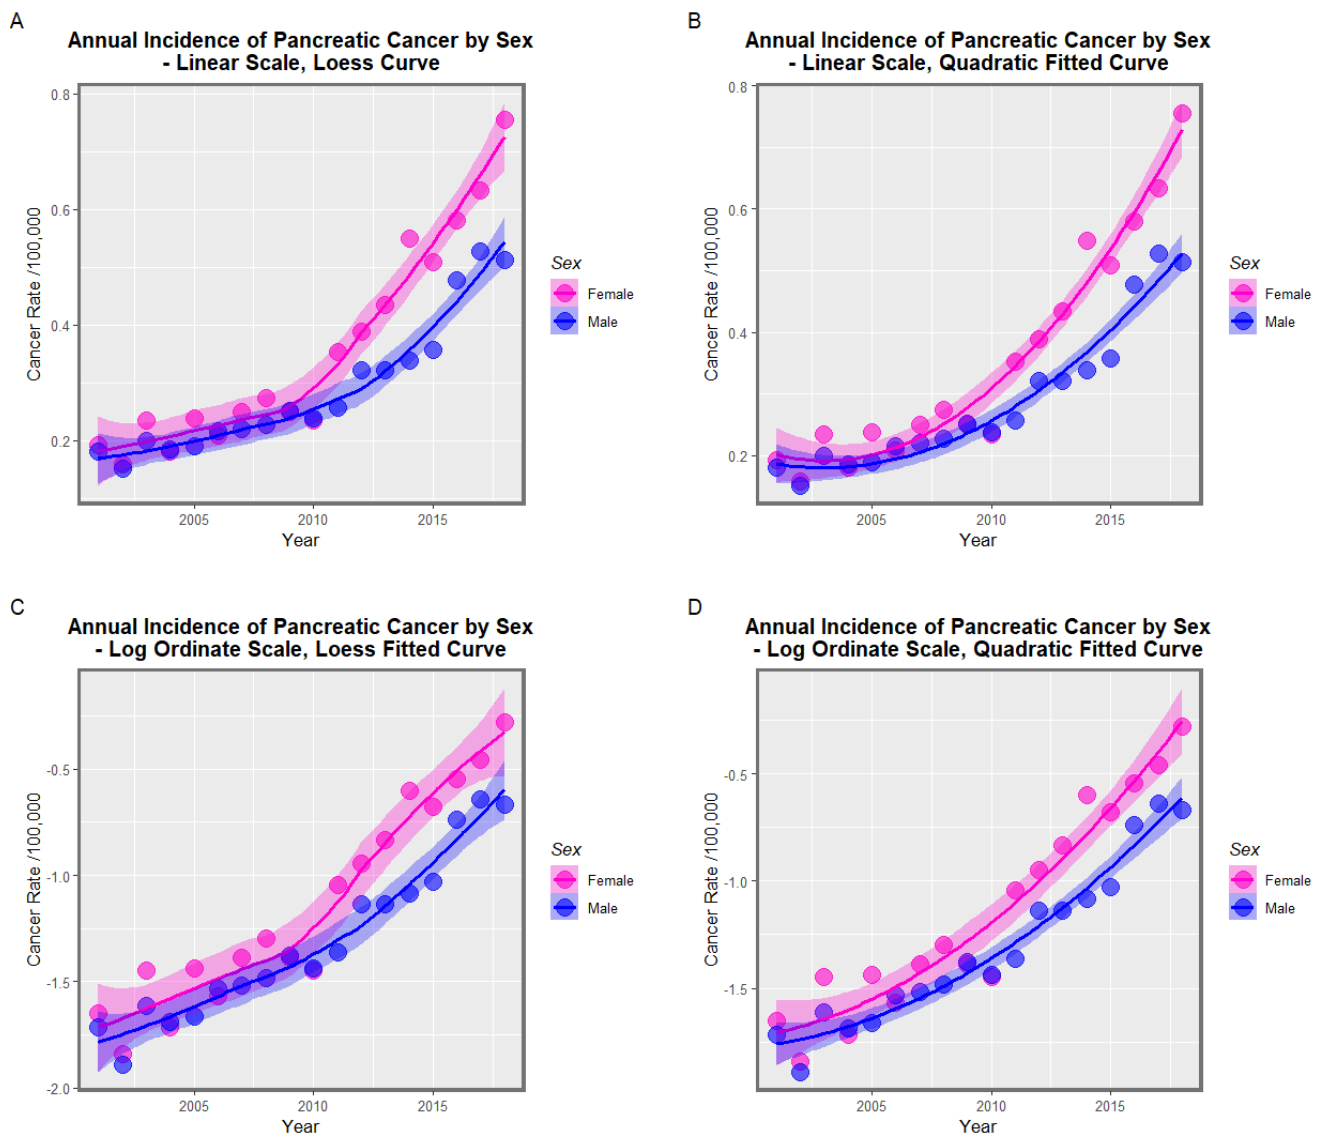 A
Annual Incidence of Pancreatic Cancer by Sex
- Linear Scale, Loess Curve
0.8
0.6
0.4
0.2
Cancer Rate /100,000
2005
2010
2015
Year
Sex
Female
Male
B
Annual Incidence of Pancreatic Cancer by Sex
- Linear Scale, Quadratic Fitted Curve
0.8
0.6
0.4
0.2
Cancer Rate /100,000
2005
2010
2015
Year
Sex
Female
Male
C
Annual Incidence of Pancreatic Cancer by Sex
- Log Ordinate Scale, Loess Fitted Curve
-0.5
-1.0
-1.5
-2.0
Cancer Rate /100,000
2005
2010
2015
Year
Sex
Female
Male
D
Annual Incidence of Pancreatic Cancer by Sex
- Log Ordinate Scale, Quadratic Fitted Curve
-0.5
-1.0
-1.5
Cancer Rate /100,000
2005
2010
2015
Year
Sex
Female
Male